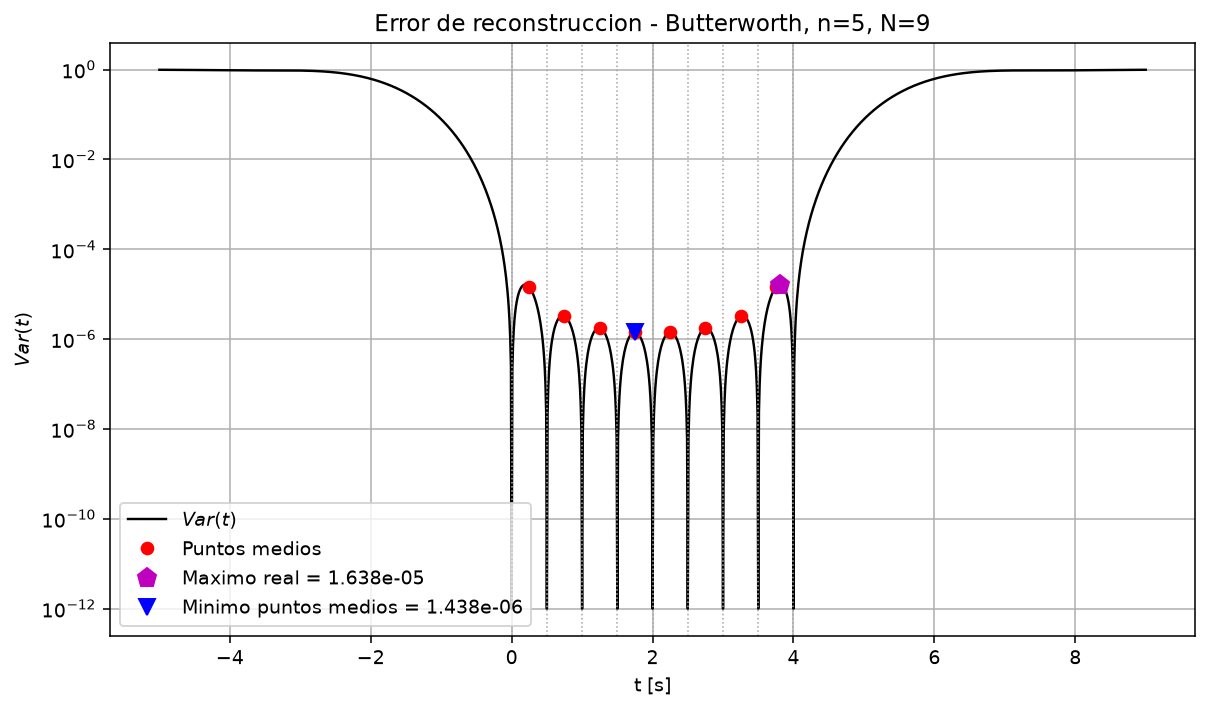 Error de reconstruccion - Butterworth, n=5, N=9
Var(t)
10^0
10^−2
10^−4
10^−6
10^−8
10^−10
10^−12
Var(t)
Puntos medios
Maximo real = 1.638e-05
Minimo puntos medios = 1.438e-06
−4 −2 0 2 4 6 8
t [s]